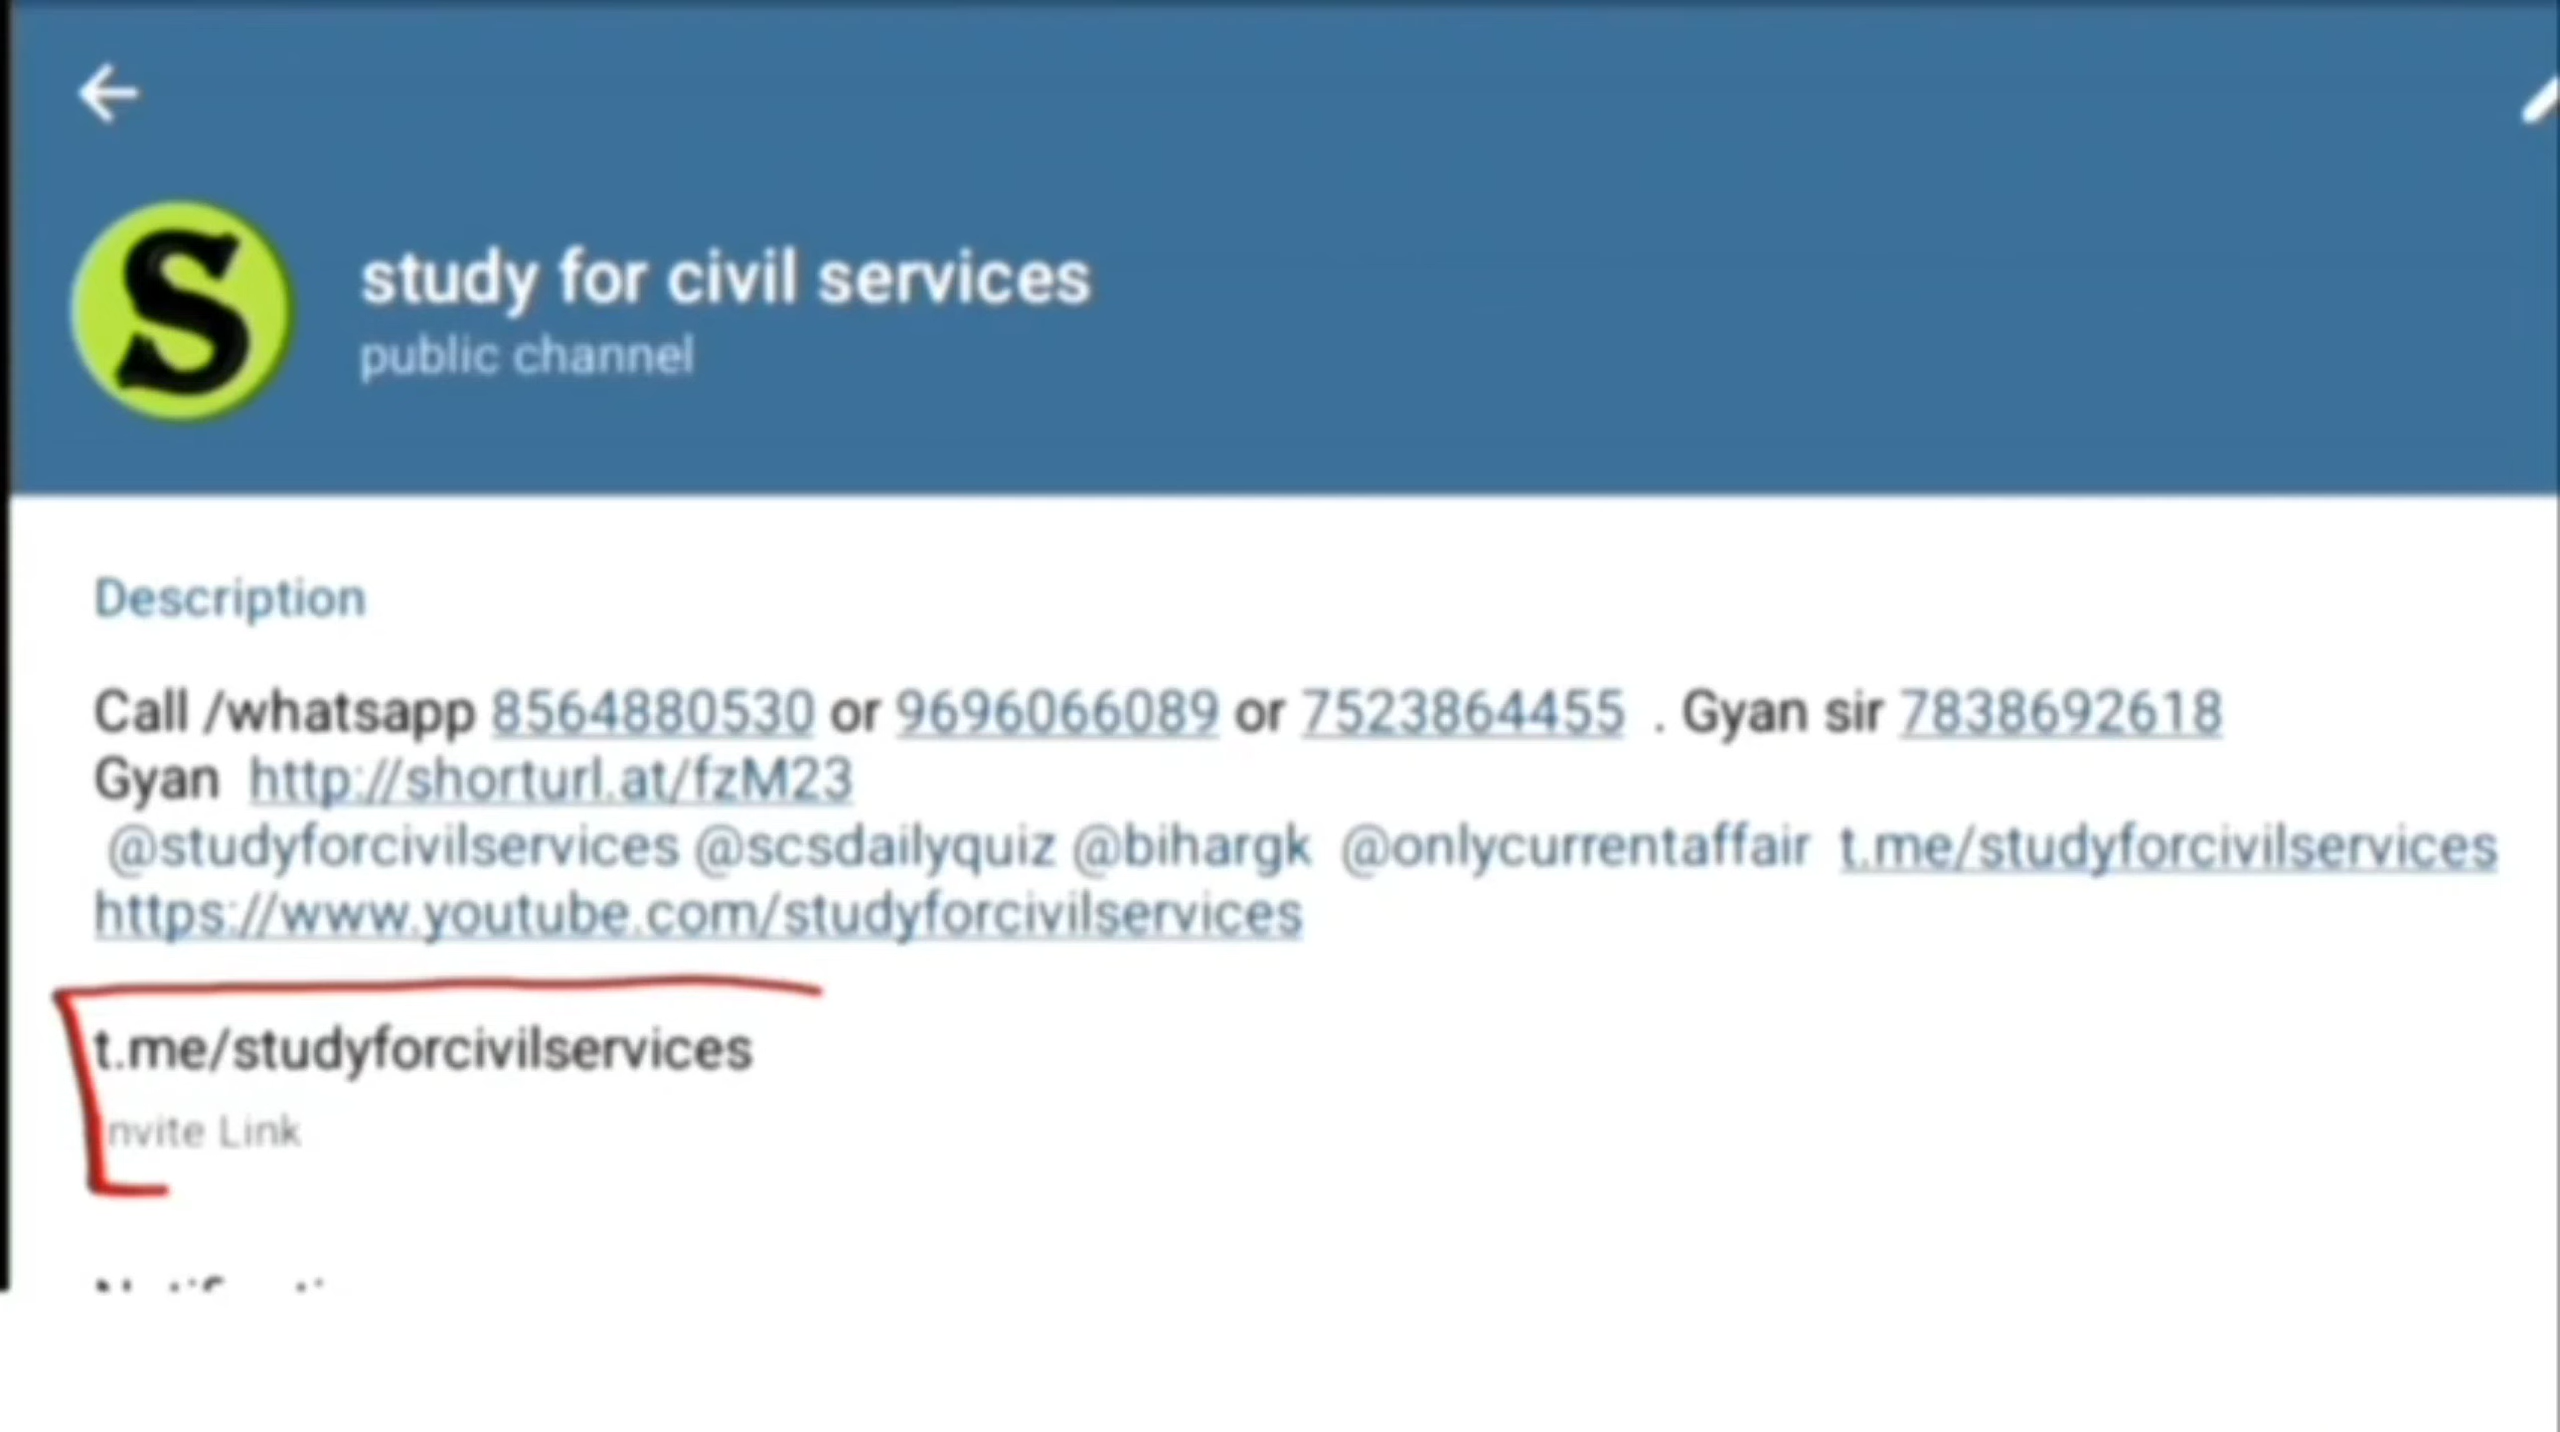 S
study for civil services
public channel
Description
Call /whatsapp 8564880530 or 9696066089 or 7523864455 . Gyan sir 7838692618
Gyan http://shorturl.at/fzM23
@studyforcivilservices @scsdailyquiz @bihargk @onlycurrentaffair t.me/studyforcivilservices
https://www.youtube.com/studyforcivilservices
t.me/studyforcivilservices
nvite Link